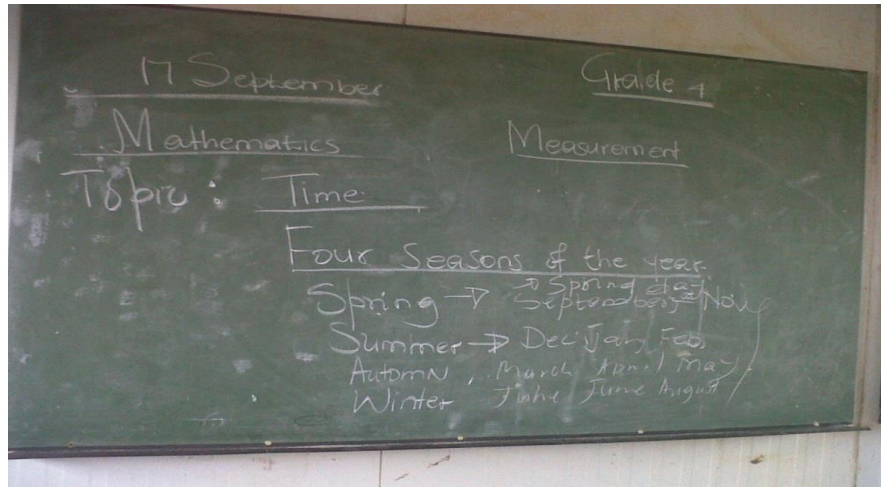 17 September Grade 4
Mathematics Measurement
Topic : Time
Four Seasons of the year
→ Spring day
Spring → September, Nov
Summer → Dec, Jan, Feb
Automn, March April May
Winter June August